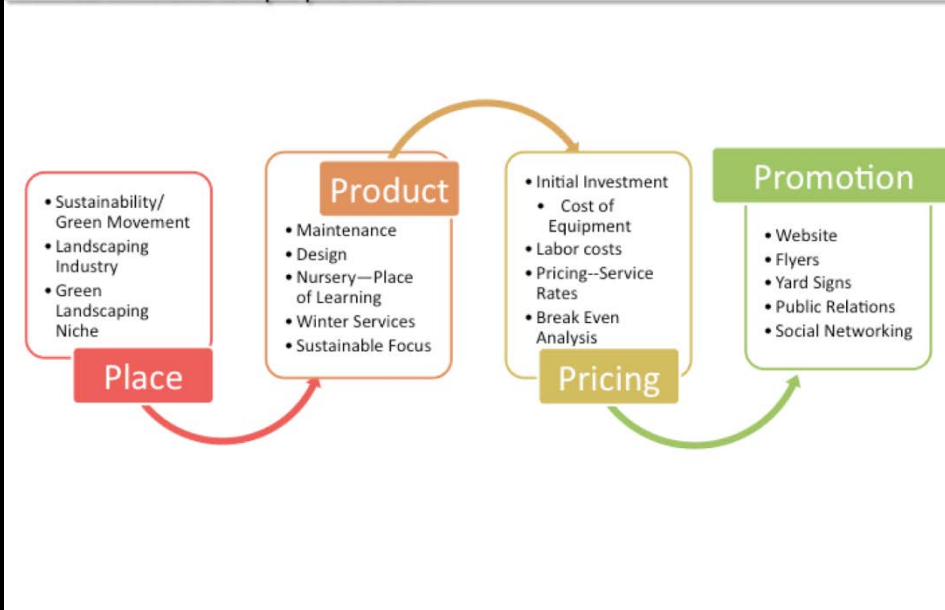 • Sustainability/
Green Movement
• Landscaping
Industry
• Green
Landscaping
Niche
Place
Product
• Maintenance
• Design
• Nursery—Place
of Learning
• Winter Services
• Sustainable Focus
• Initial Investment
• Cost of
Equipment
• Labor costs
• Pricing--Service
Rates
• Break Even
Analysis
Pricing
Promotion
• Website
• Flyers
• Yard Signs
• Public Relations
• Social Networking